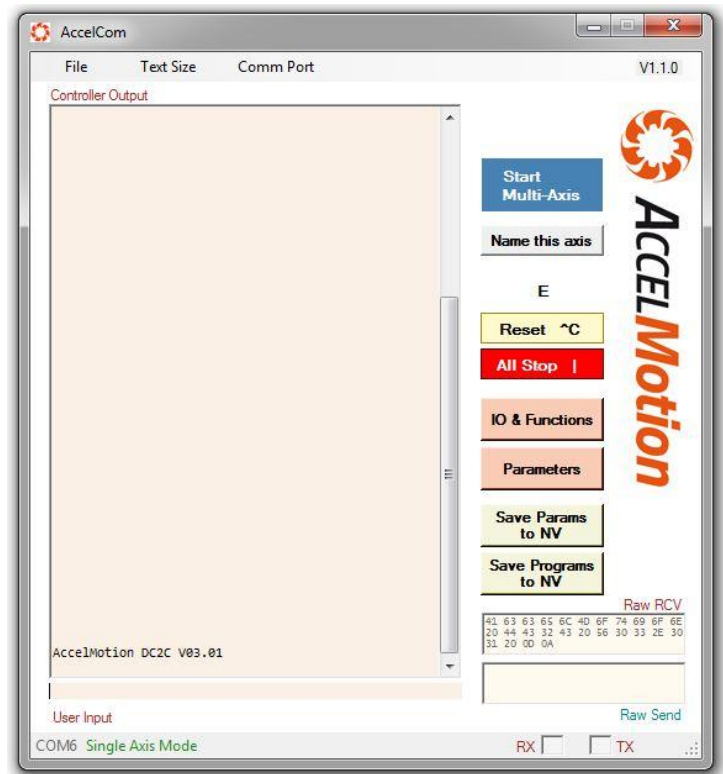 AccelCom
File Text Size Comm Port V1.1.0
Controller Output
Start
Multi-Axis
Name this axis
E
Reset ^C
All Stop |
IO & Functions
Parameters
Save Params
to NV
Save Programs
to NV
ACCELMotion
Raw RCV
41 63 63 65 6C 4D 6F 74 69 6F 6E
20 44 43 32 43 20 56 30 33 2E 30
31 20 0D 0A
AccelMotion DC2C V03.01
User Input
Raw Send
COM6 Single Axis Mode RX TX